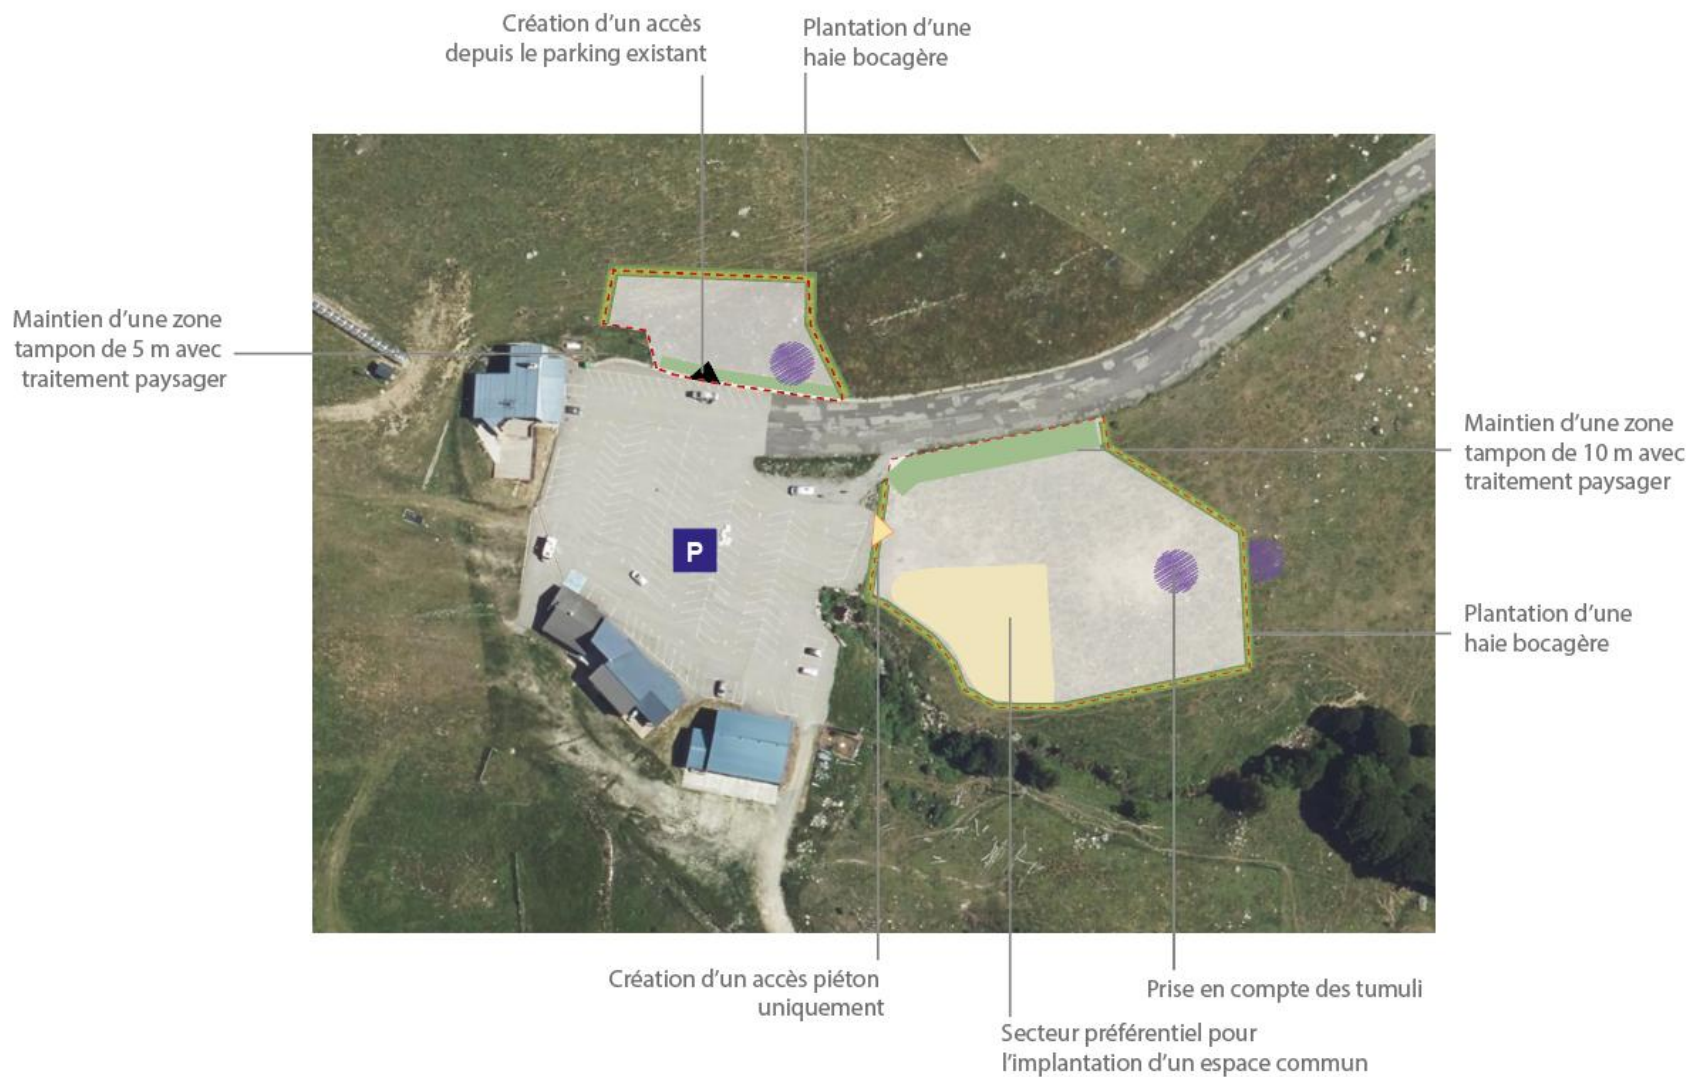 Création d'un accès
depuis le parking existant
Plantation d'une
haie bocagère
Maintien d'une zone
tampon de 5 m avec
traitement paysager
Maintien d'une zone
tampon de 10 m avec
traitement paysager
P
Plantation d'une
haie bocagère
Création d'un accès piéton
uniquement
Prise en compte des tumuli
Secteur préférentiel pour
l'implantation d'un espace commun